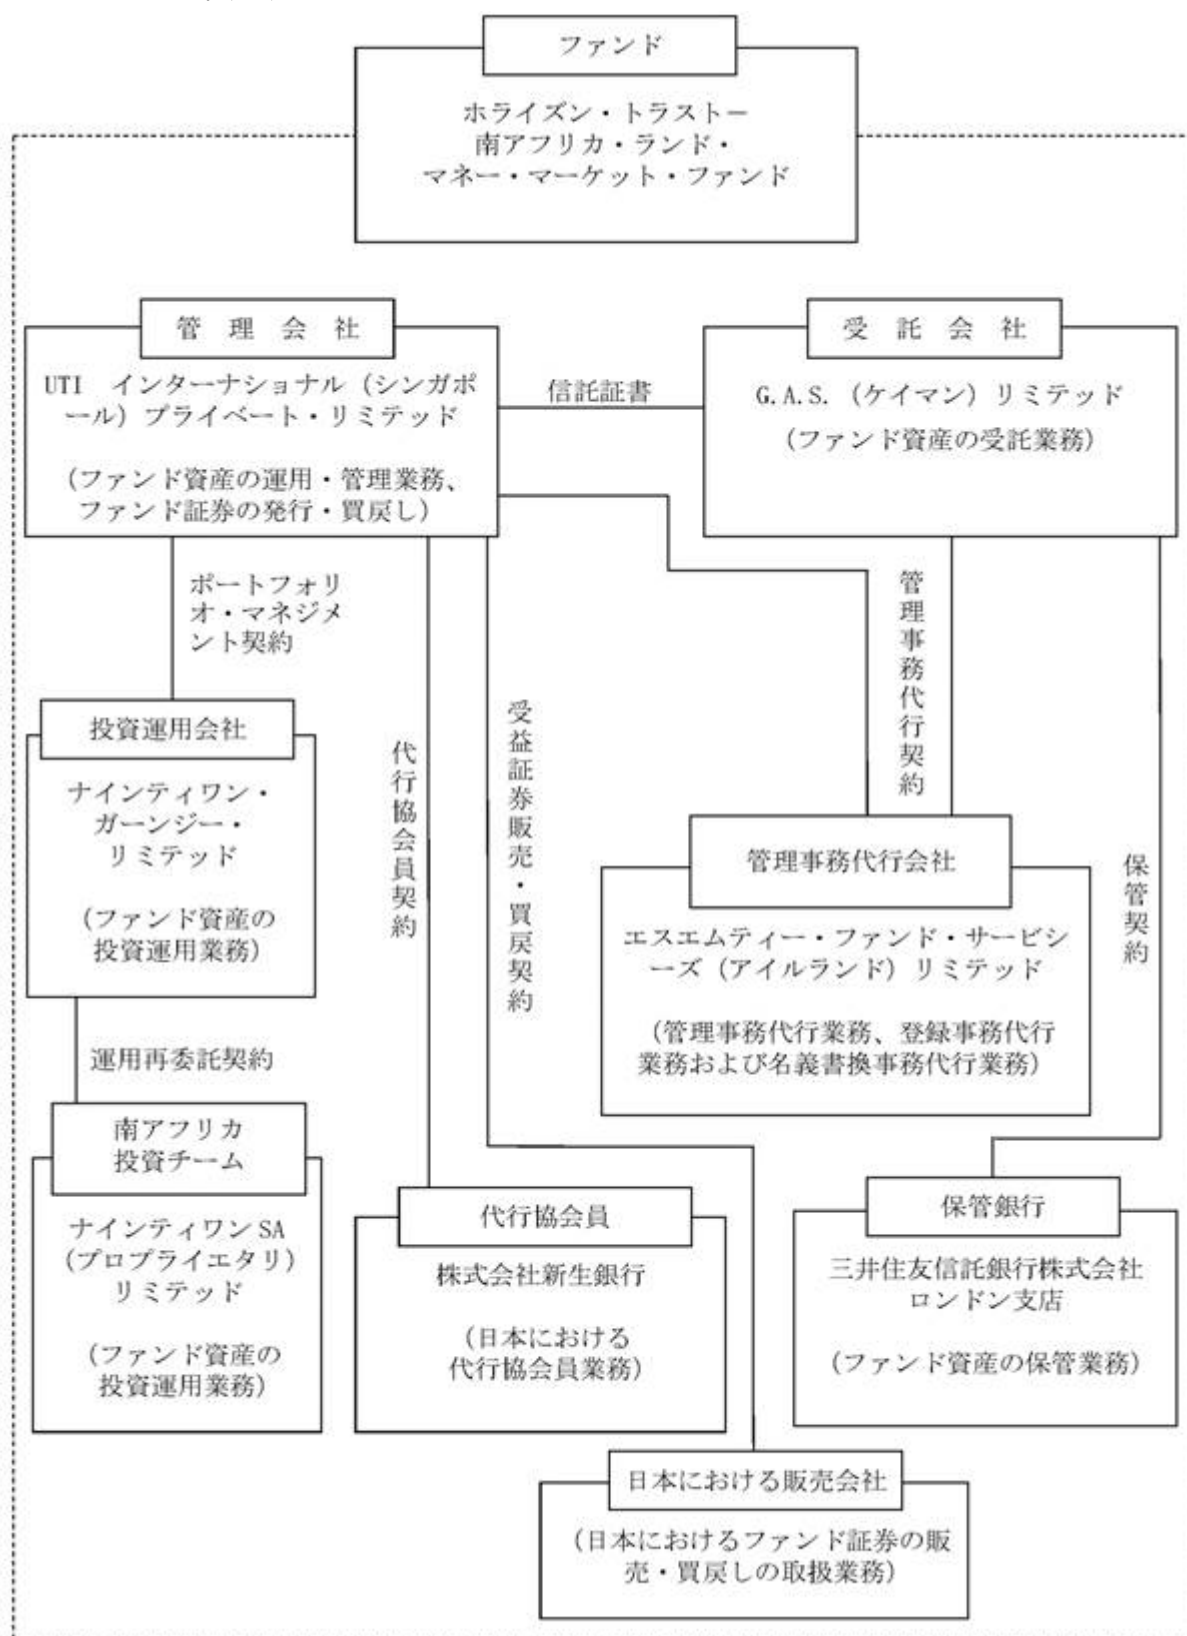 ファンド
ホライズン・トラスト－
南アフリカ・ランド・
マネー・マーケット・ファンド
管理会社
UTI　インターナショナル（シンガポ
ール）プライベート・リミテッド
（ファンド資産の運用・管理業務、
ファンド証券の発行・買戻し）
信託証書
受託会社
G.A.S.（ケイマン）リミテッド
（ファンド資産の受託業務）
ポートフォリ
オ・マネジメ
ント契約
代行協会員契約
受益証券販売・買戻契約
管理事務代行契約
保管契約
投資運用会社
ナインティワン・
ガーンジー・
リミテッド
（ファンド資産の
投資運用業務）
管理事務代行会社
エスエムティー・ファンド・サービシ
ーズ（アイルランド）リミテッド
（管理事務代行業務、登録事務代行
業務および名義書換事務代行業務）
運用再委託契約
南アフリカ
投資チーム
ナインティワン SA
（プロプライエタリ）
リミテッド
（ファンド資産の
投資運用業務）
代行協会員
株式会社新生銀行
（日本における
代行協会員業務）
保管銀行
三井住友信託銀行株式会社
ロンドン支店
（ファンド資産の保管業務）
日本における販売会社
（日本におけるファンド証券の販
売・買戻しの取扱業務）